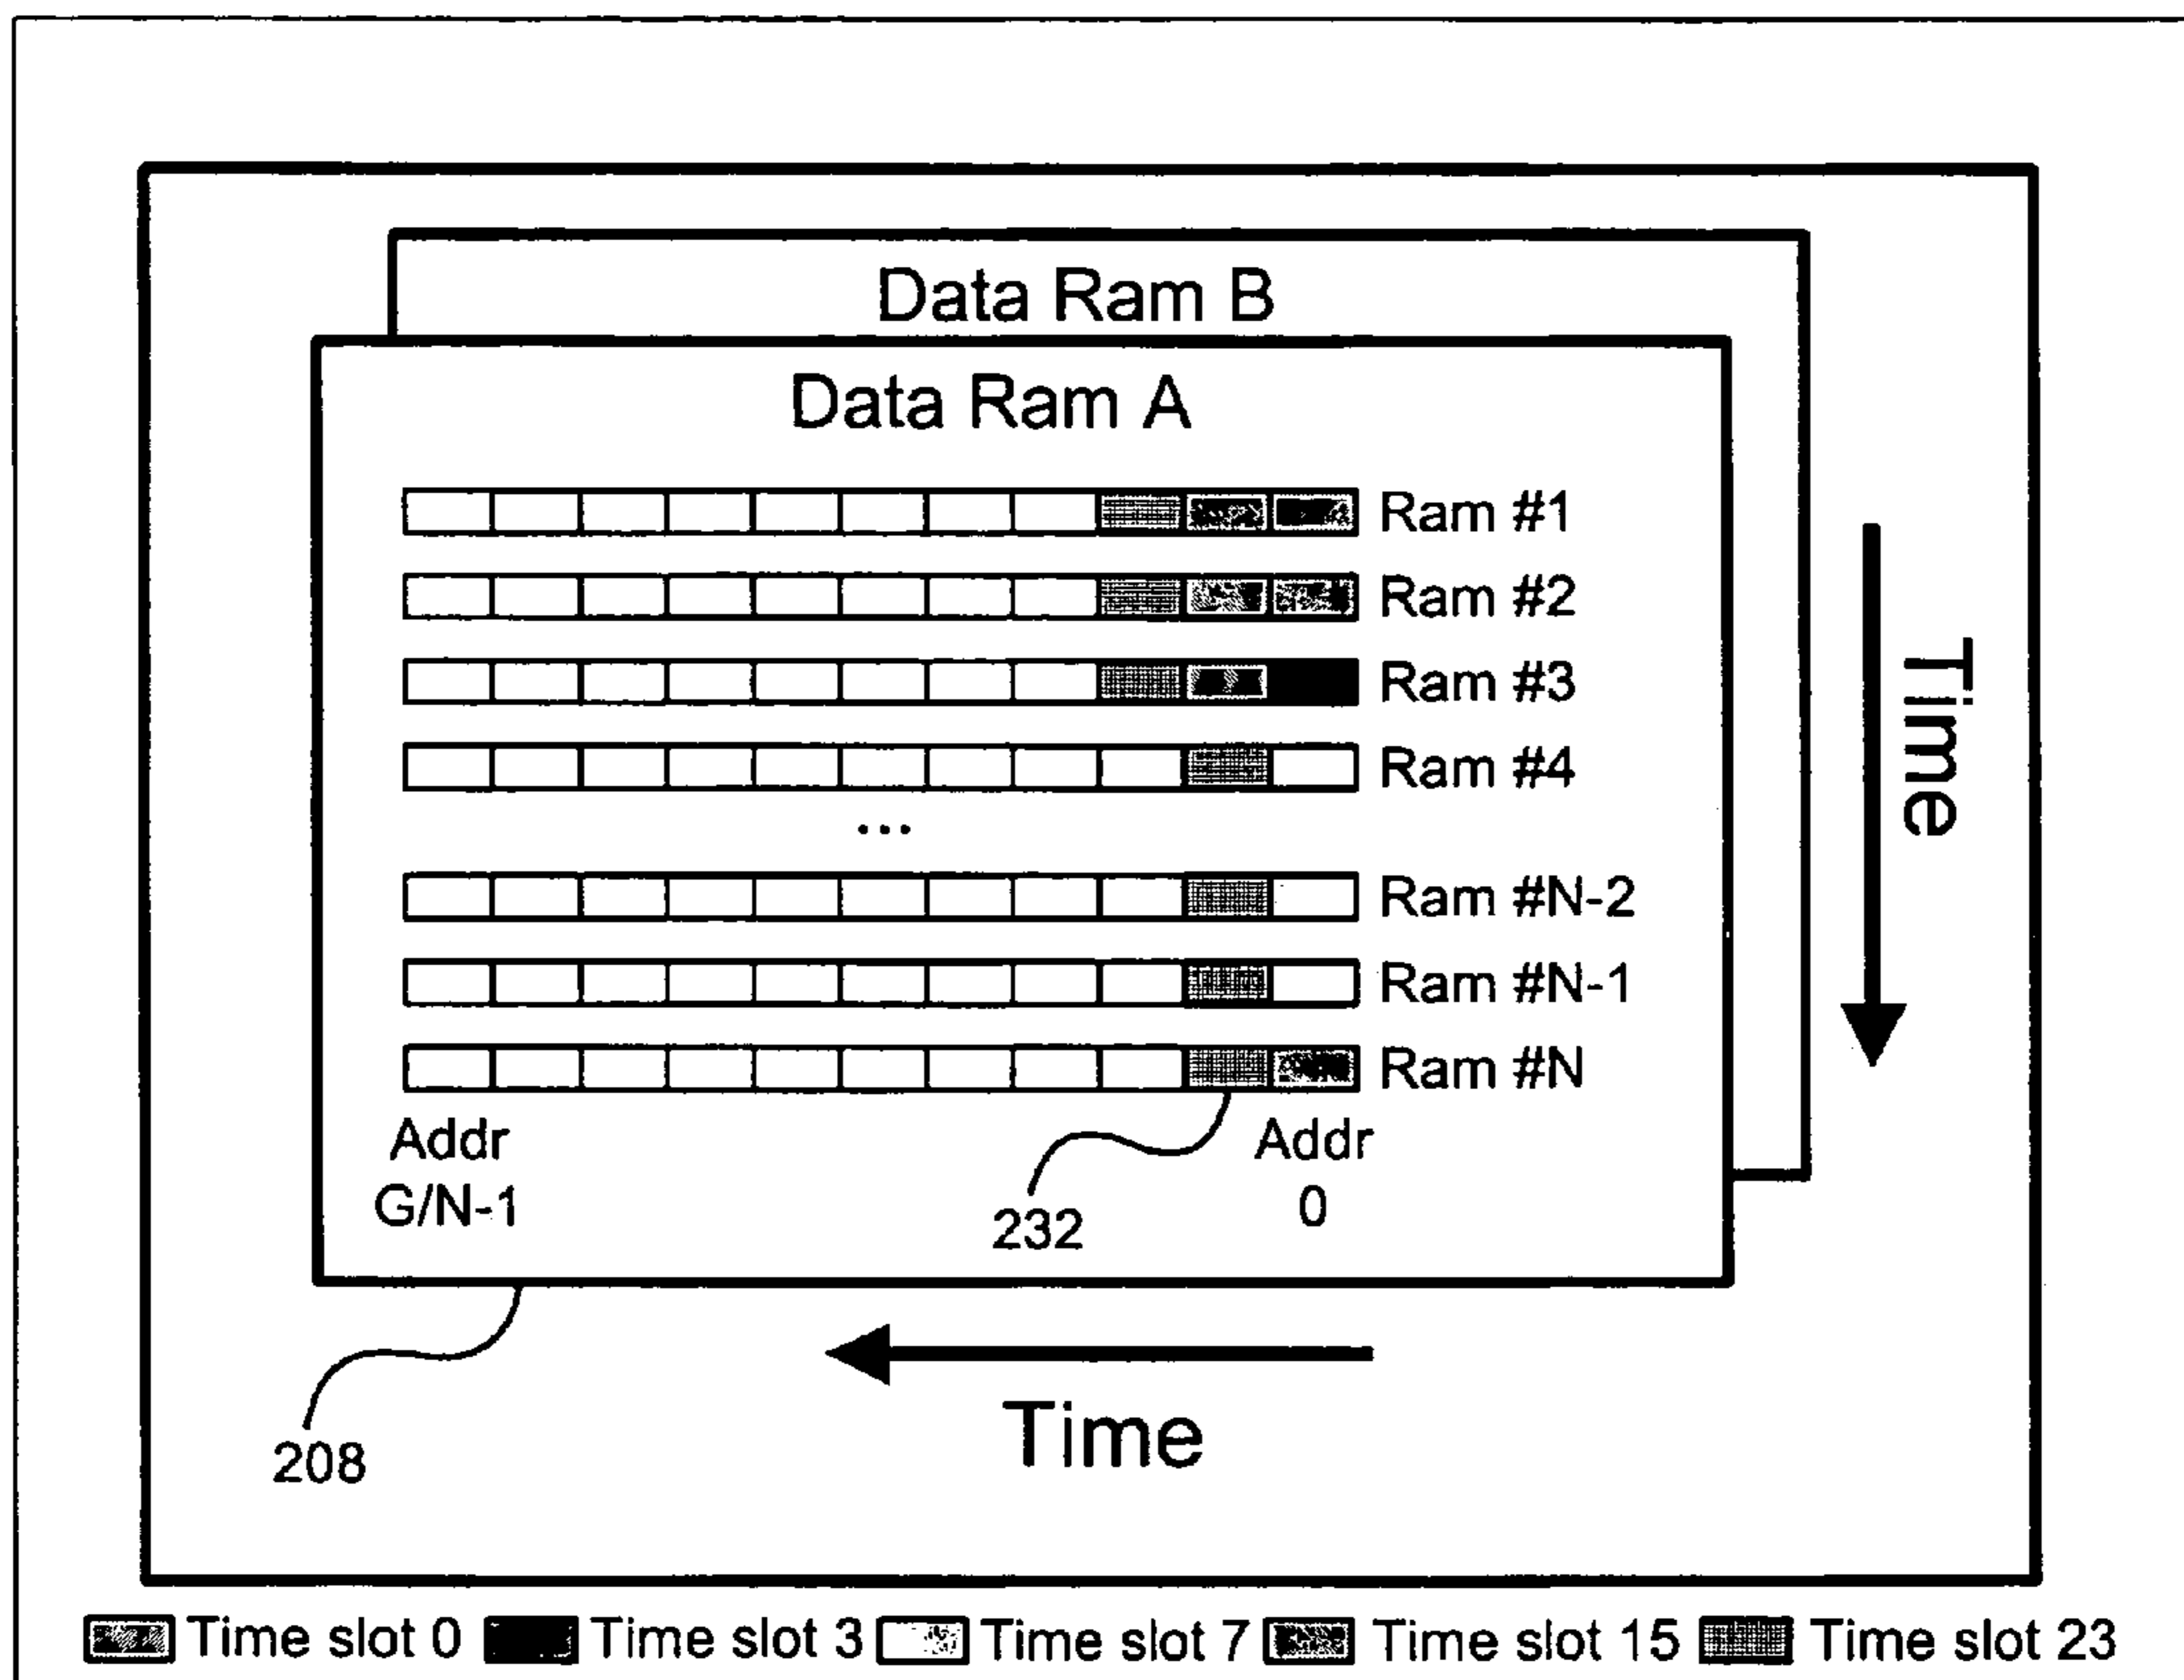 Data Ram B
Data Ram A
Ram #1
Ram #2
Ram #3
Ram #4
...
Ram #N-2
Ram #N-1
Ram #N
Addr
G/N-1
232
Addr
0
Time
208
Time
Time slot 0
Time slot 3
Time slot 7
Time slot 15
Time slot 23